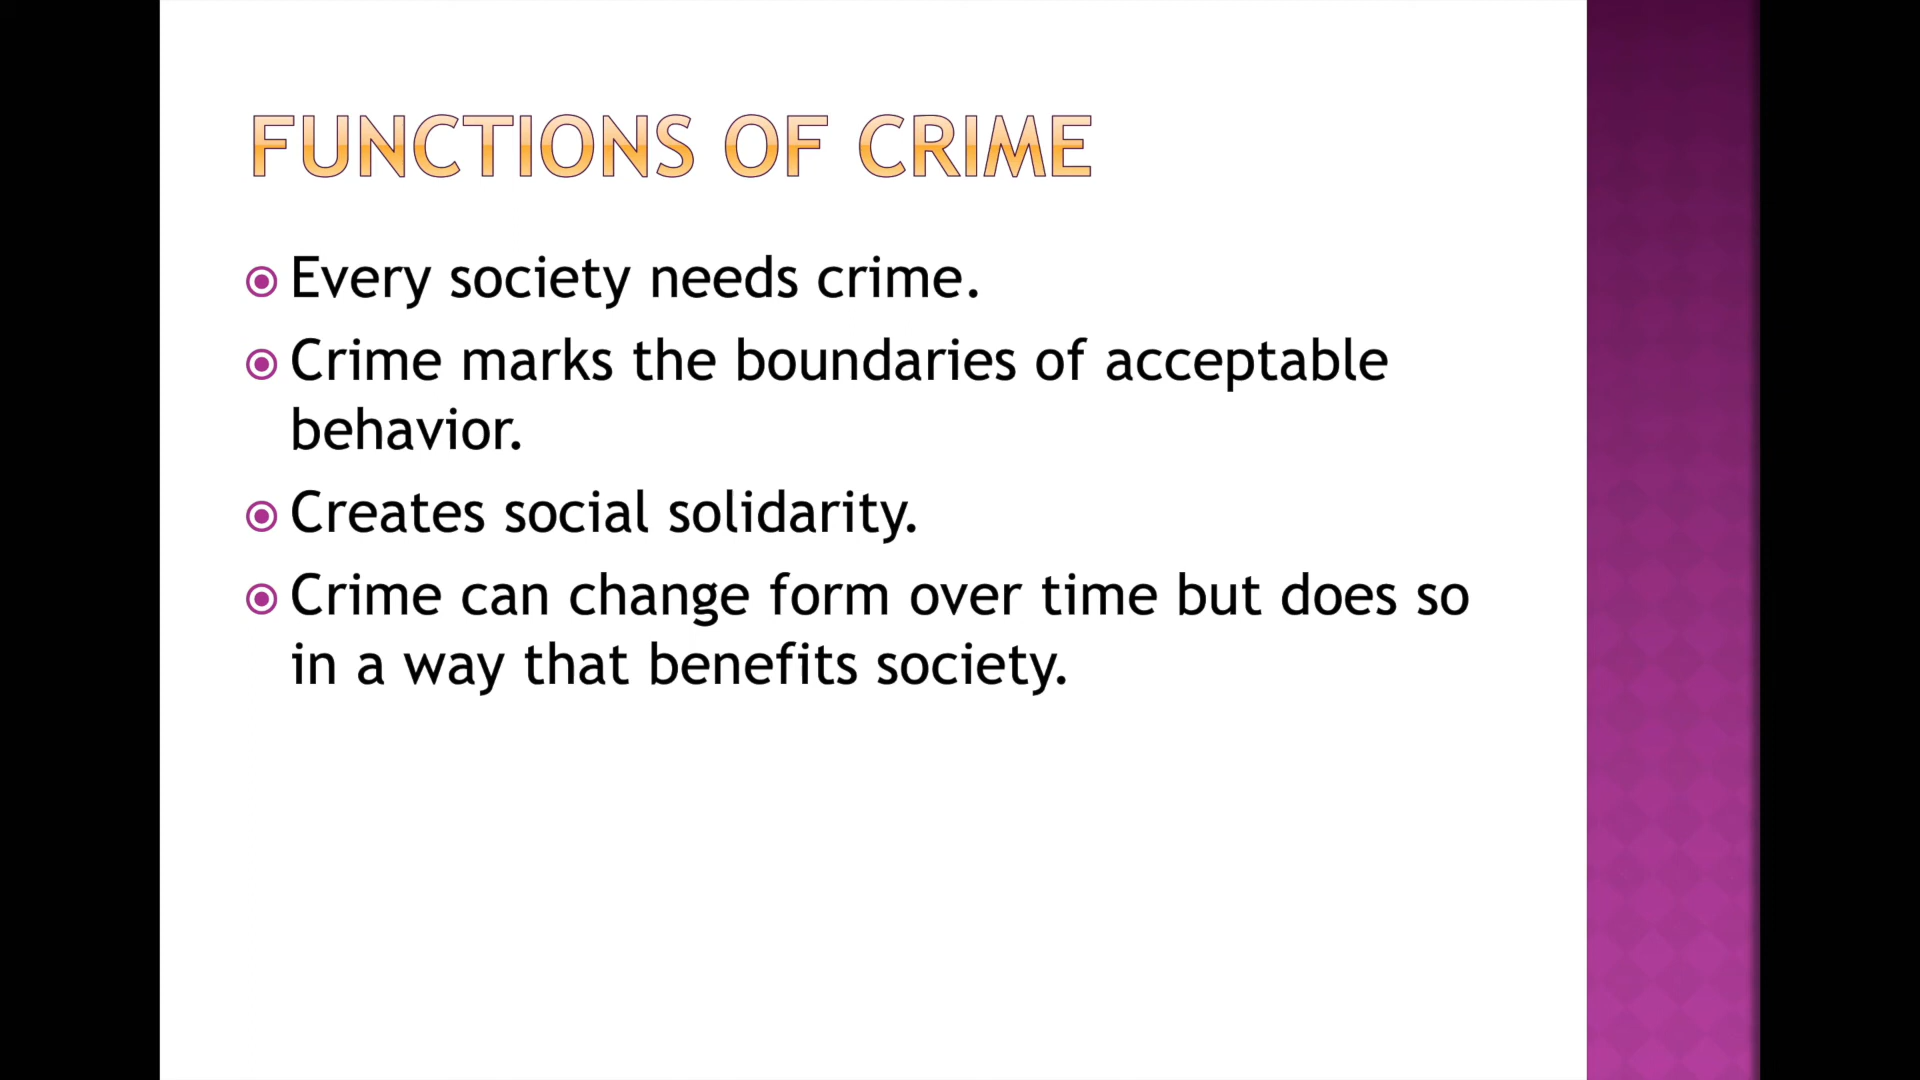 FUNCTIONS OF CRIME
Every society needs crime.
Crime marks the boundaries of acceptable
behavior.
Creates social solidarity.
Crime can change form over time but does so
in a way that benefits society.